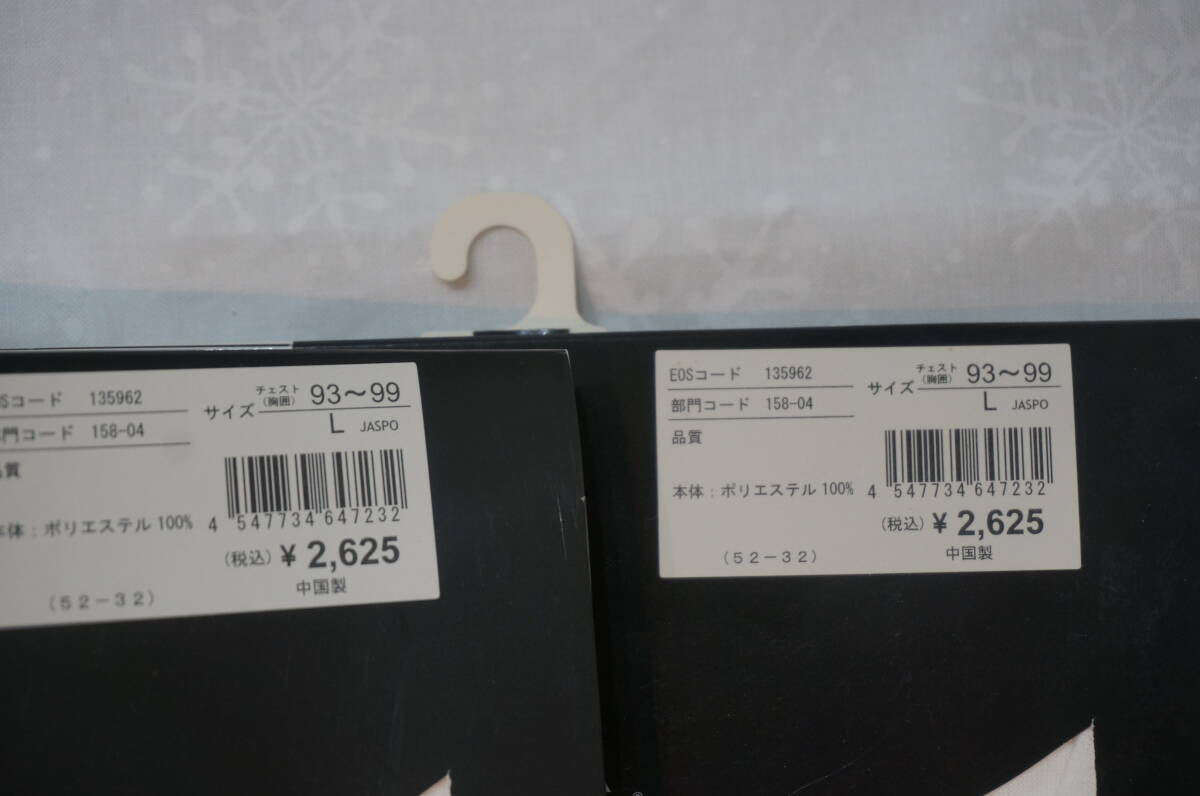 Sコード 135962
門コード 158-04
質
本体：ポリエステル 100%
(52-32)
サイズ チェスト(胸囲) 93～99
L JASPO
4 547734 647232
(税込) ¥ 2,625
中国製
EOSコード 135962
部門コード 158-04
品質
本体：ポリエステル 100%
(52-32)
サイズ チェスト(胸囲) 93～99
L JASPO
4 547734 647232
(税込) ¥ 2,625
中国製
®